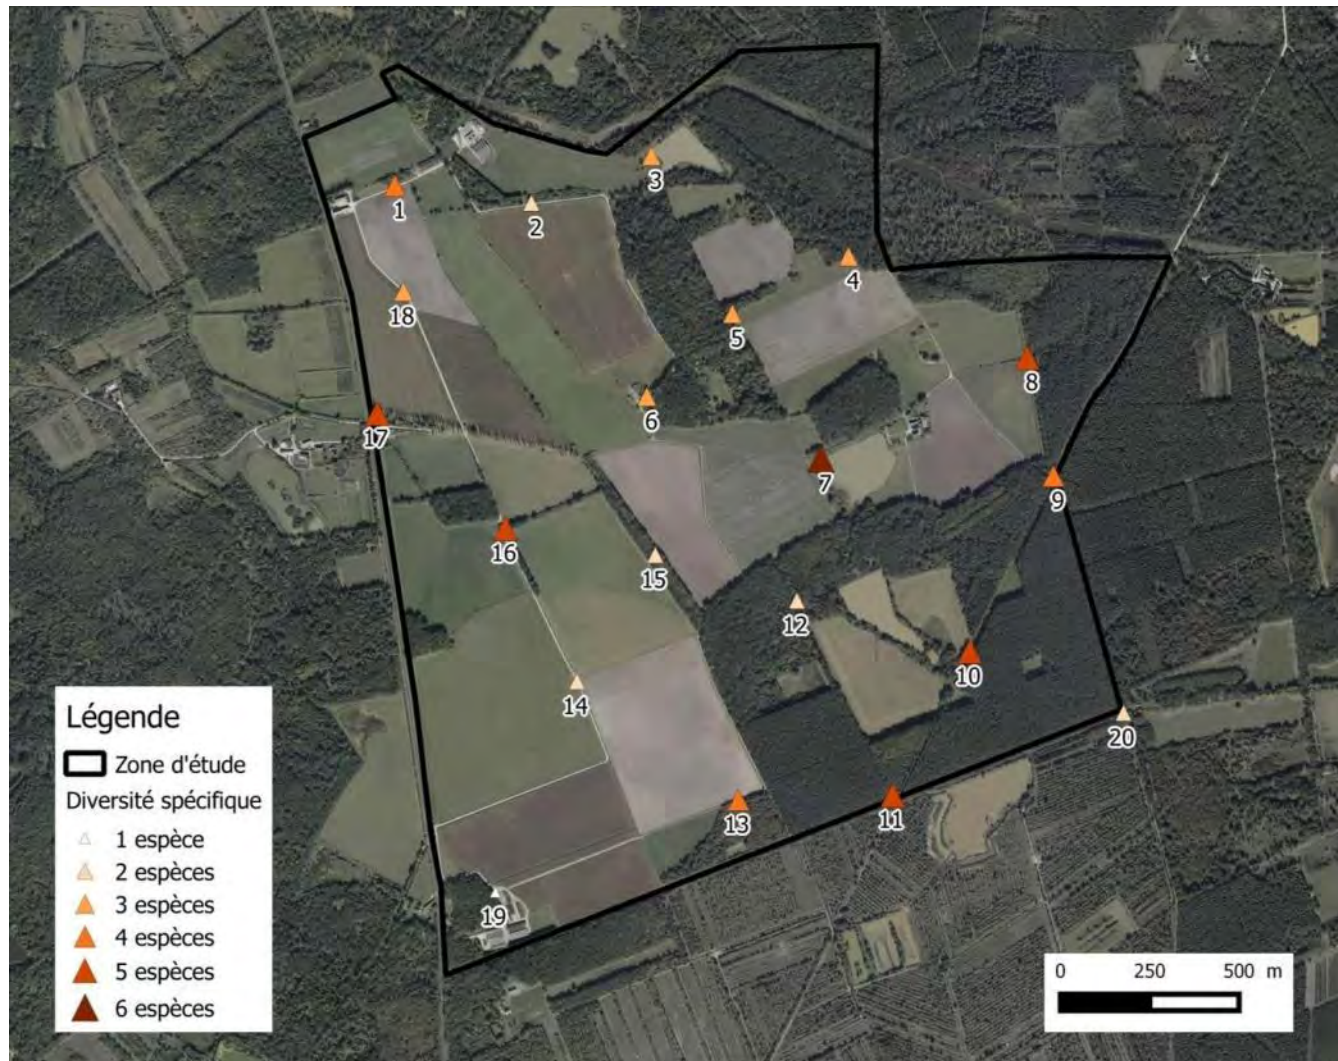 3
1
2
4
18
5
8
6
17
7
9
16
15
12
10
14
20
13
11
19
Légende
Zone d'étude
Diversité spécifique
1 espèce
2 espèces
3 espèces
4 espèces
5 espèces
6 espèces
0 250 500 m